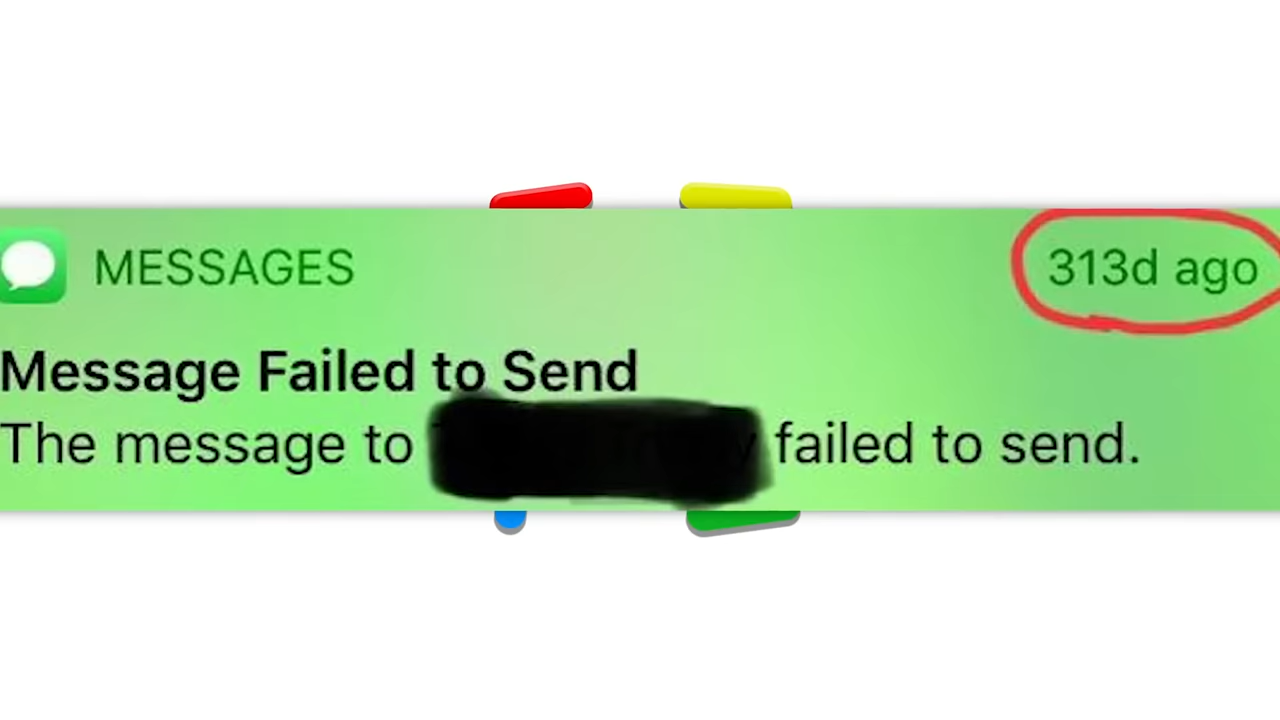 MESSAGES 313d ago
Message Failed to Send
The message to failed to send.